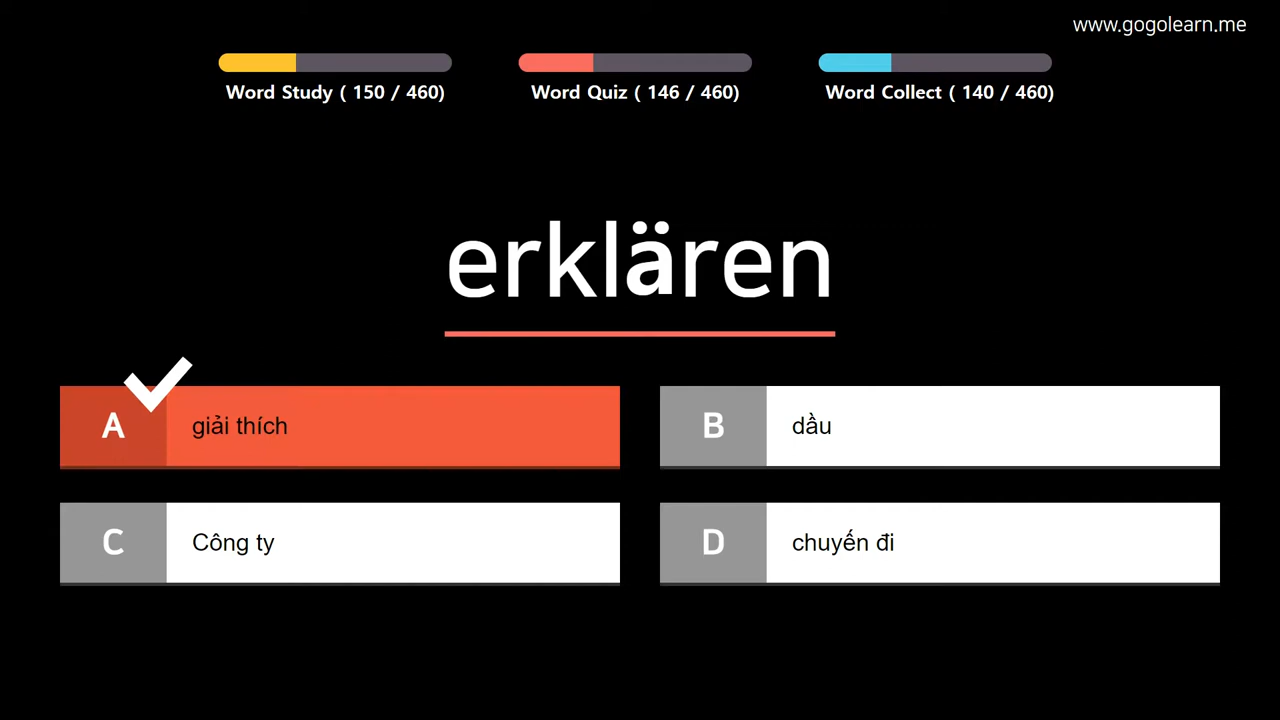 www.gogolearn.me
Word Study ( 150 / 460)
Word Quiz ( 146 / 460)
Word Collect ( 140 / 460)
erklären
A
giải thích
B
dầu
C
Công ty
D
chuyến đi